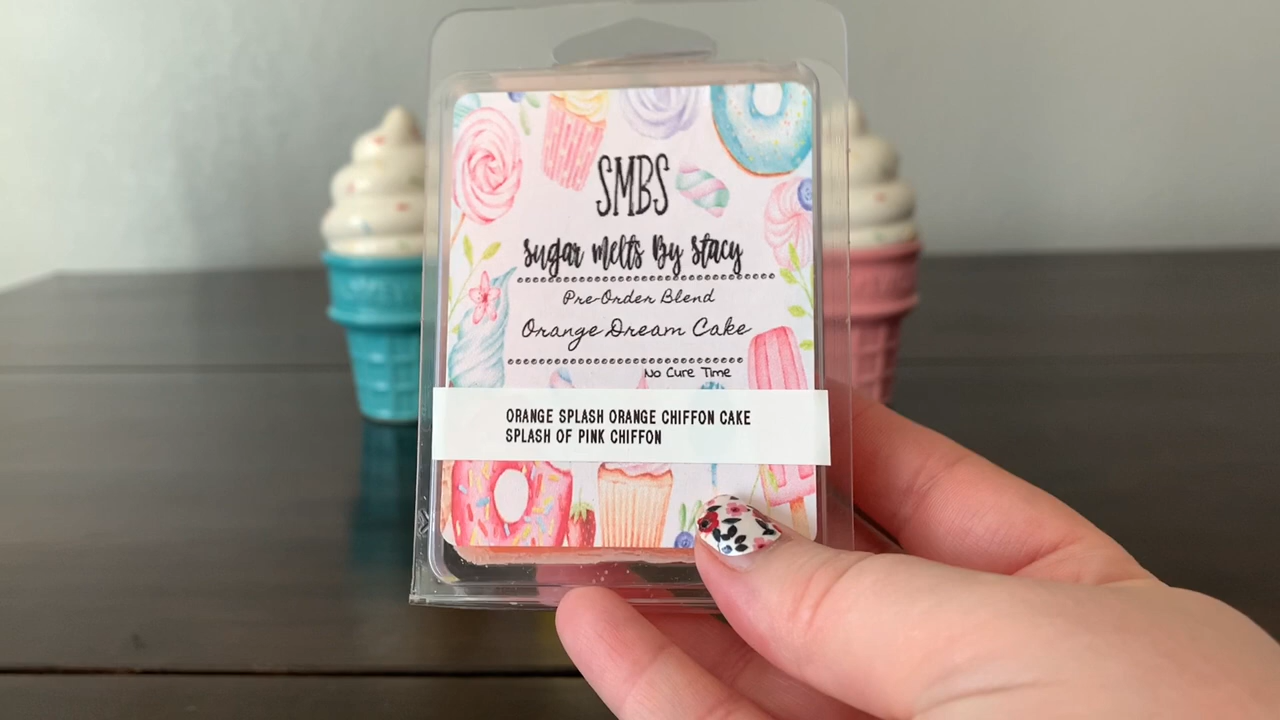 SMBS
Sugar Melts By Stacy
Pre-Order Blend
Orange Dream Cake
No Cure Time
ORANGE SPLASH ORANGE CHIFFON CAKE
SPLASH OF PINK CHIFFON